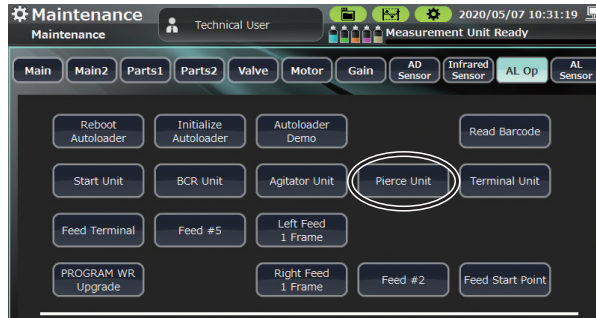 Maintenance
Technical User
2020/05/07 10:31:19
Maintenance
Measurement Unit Ready
Main
Main2
Parts1
Parts2
Valve
Motor
Gain
AD
Sensor
Infrared
Sensor
AL Op
AL
Sensor
Reboot
Autoloader
Initialize
Autoloader
Autoloader
Demo
Read Barcode
Start Unit
BCR Unit
Agitator Unit
Pierce Unit
Terminal Unit
Feed Terminal
Feed #5
Left Feed
1 Frame
PROGRAM WR
Upgrade
Right Feed
1 Frame
Feed #2
Feed Start Point